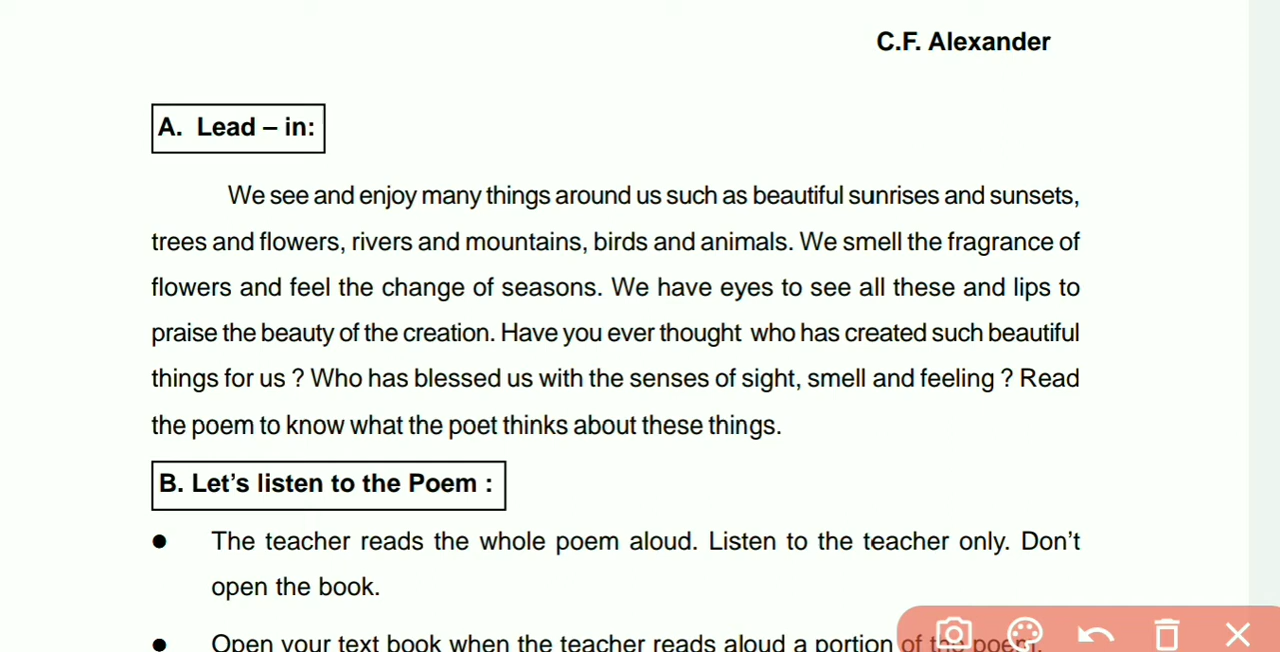 C.F. Alexander
A. Lead – in:
We see and enjoy many things around us such as beautiful sunrises and sunsets,
trees and flowers, rivers and mountains, birds and animals. We smell the fragrance of
flowers and feel the change of seasons. We have eyes to see all these and lips to
praise the beauty of the creation. Have you ever thought who has created such beautiful
things for us ? Who has blessed us with the senses of sight, smell and feeling ? Read
the poem to know what the poet thinks about these things.
B. Let’s listen to the Poem :
● The teacher reads the whole poem aloud. Listen to the teacher only. Don’t
open the book.
● Open your text book when the teacher reads aloud a portion of the poem.